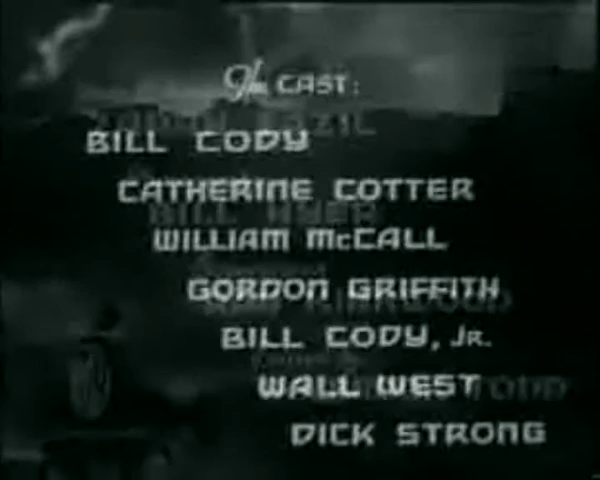 The CAST:
BILL CODY
CATHERINE COTTER
WILLIAM McCALL
GORDON GRIFFITH
BILL CODY, JR.
WALL WEST
DICK STRONG